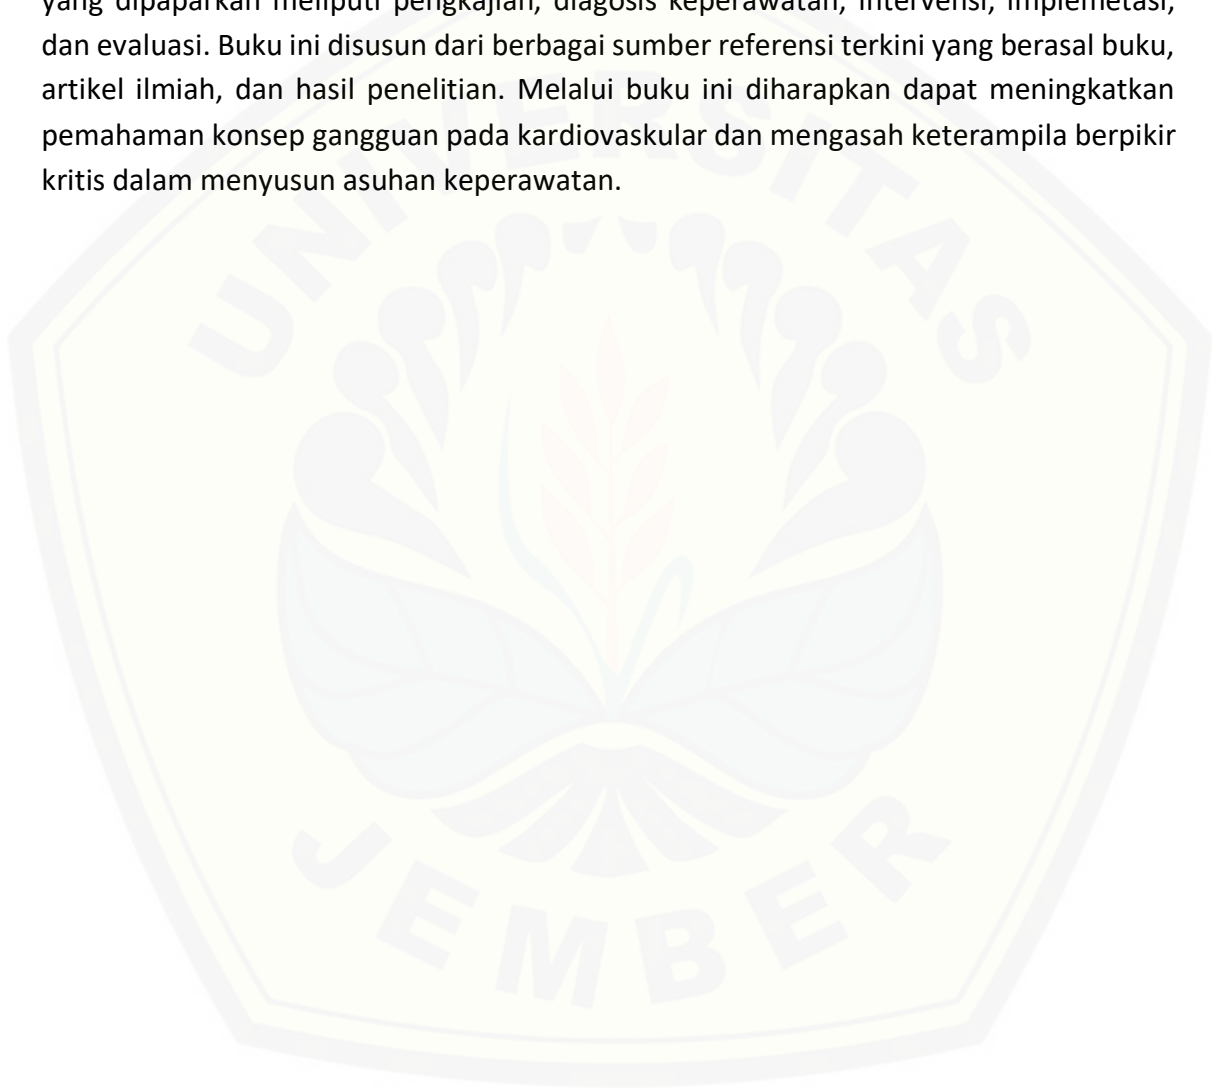 yang dipaparkan meliputi pengkajian, diagosis keperawatan, intervensi, implemetasi,
dan evaluasi. Buku ini disusun dari berbagai sumber referensi terkini yang berasal buku,
artikel ilmiah, dan hasil penelitian. Melalui buku ini diharapkan dapat meningkatkan
pemahaman konsep gangguan pada kardiovaskular dan mengasah keterampila berpikir
kritis dalam menyusun asuhan keperawatan.
UNIVERSITAS
JEMBER